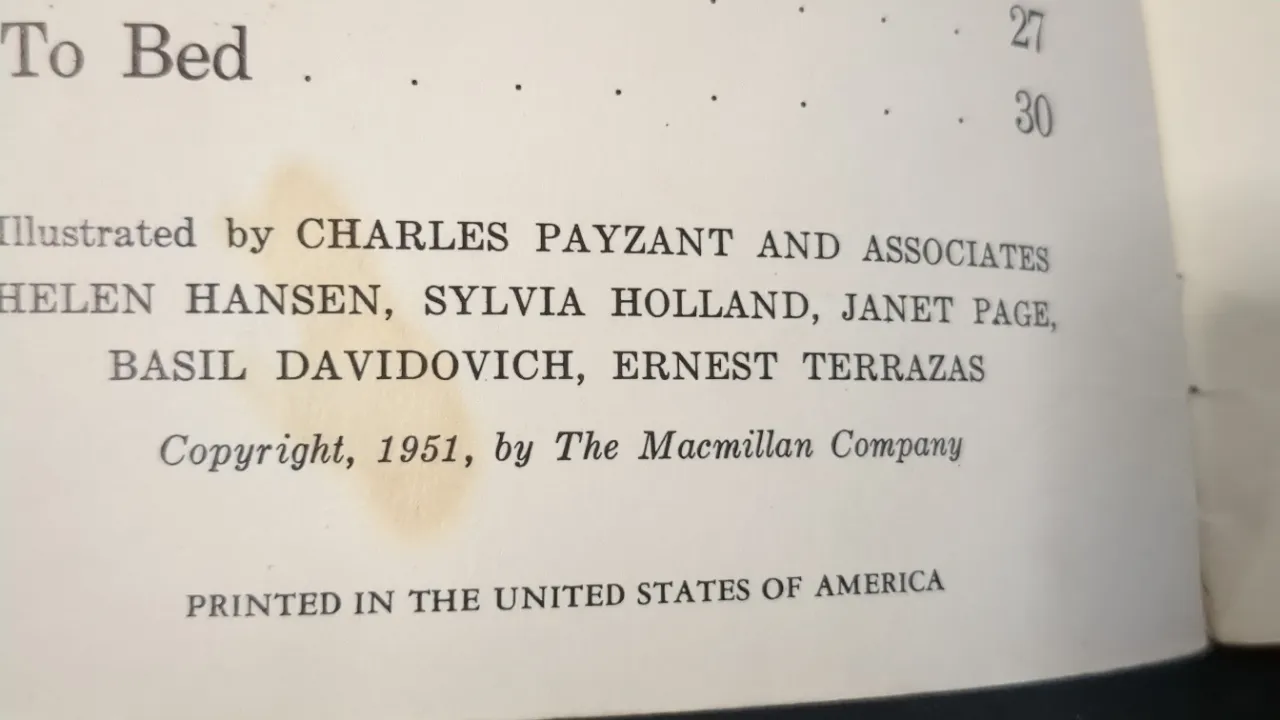 27
To Bed . . . . . . . . 30
Illustrated by CHARLES PAYZANT AND ASSOCIATES
HELEN HANSEN, SYLVIA HOLLAND, JANET PAGE,
BASIL DAVIDOVICH, ERNEST TERRAZAS
Copyright, 1951, by The Macmillan Company
PRINTED IN THE UNITED STATES OF AMERICA